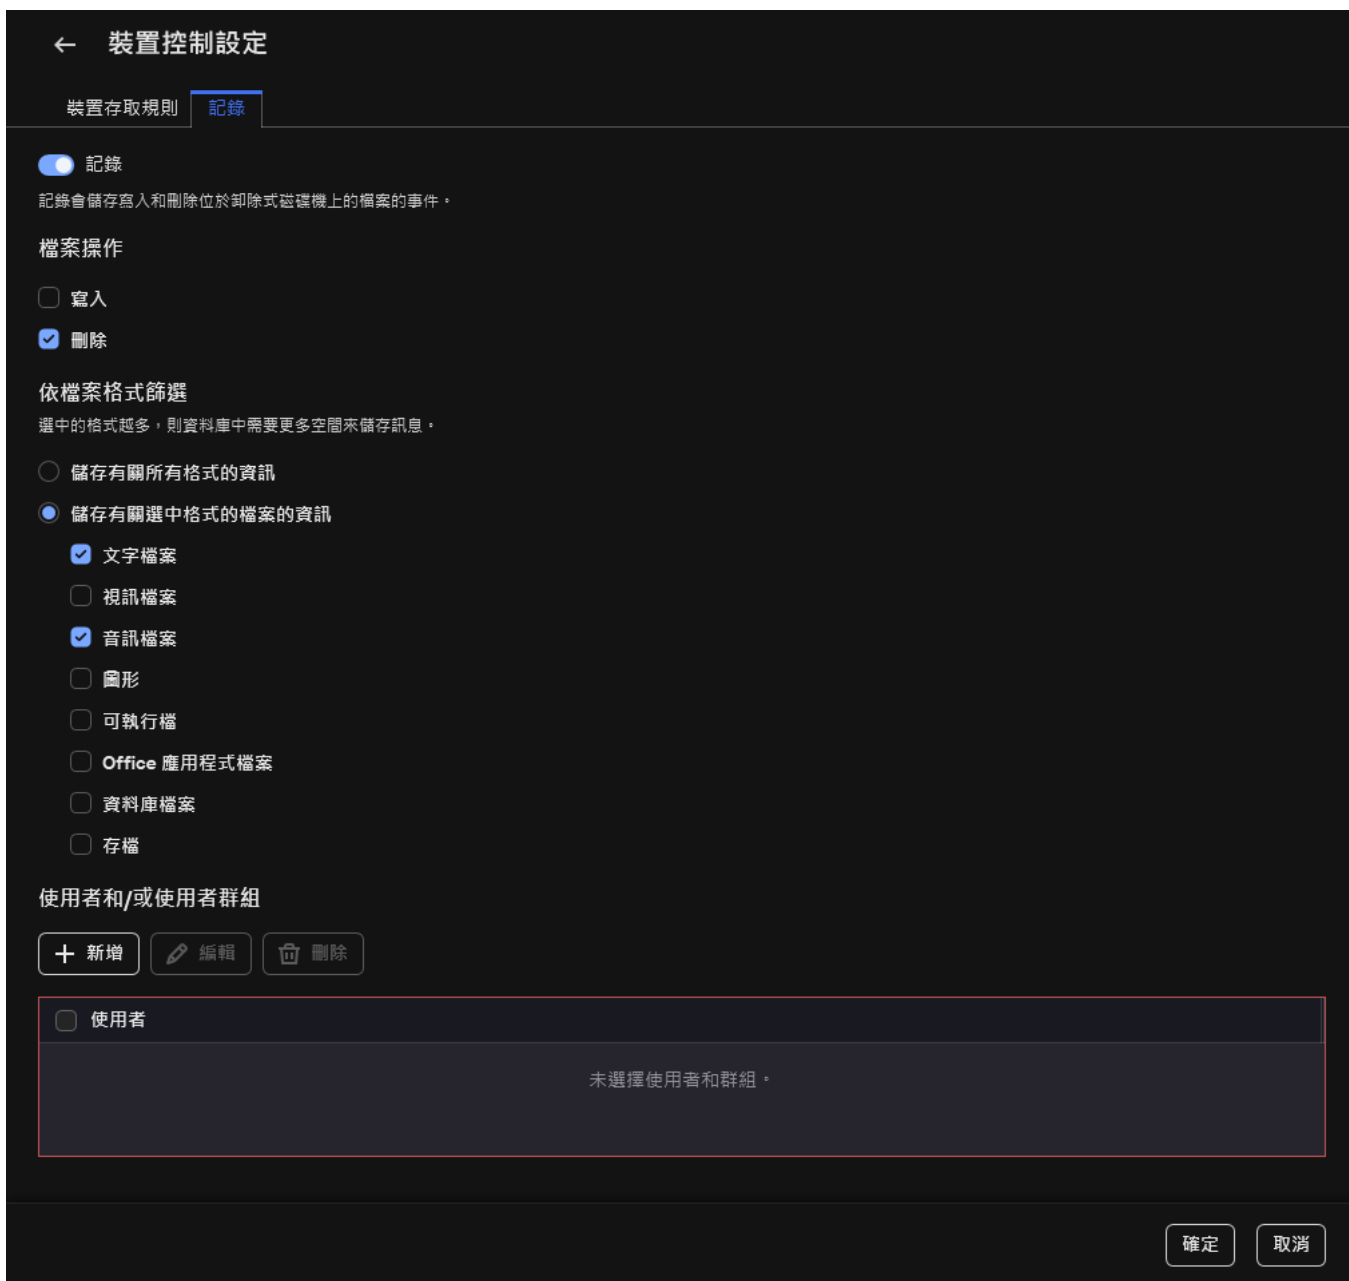 裝置控制設定
裝置存取規則 記錄
記錄
記錄會儲存寫入和刪除位於卸除式磁碟機上的檔案的事件。
檔案操作
寫入
刪除
依檔案格式篩選
選中的格式越多，則資料庫中需要更多空間來儲存訊息。
儲存有關所有格式的資訊
儲存有關選中格式的檔案的資訊
文字檔案
視訊檔案
音訊檔案
圖形
可執行檔
Office 應用程式檔案
資料庫檔案
存檔
使用者和/或使用者群組
新增 編輯 刪除
使用者
未選擇使用者和群組。
確定 取消